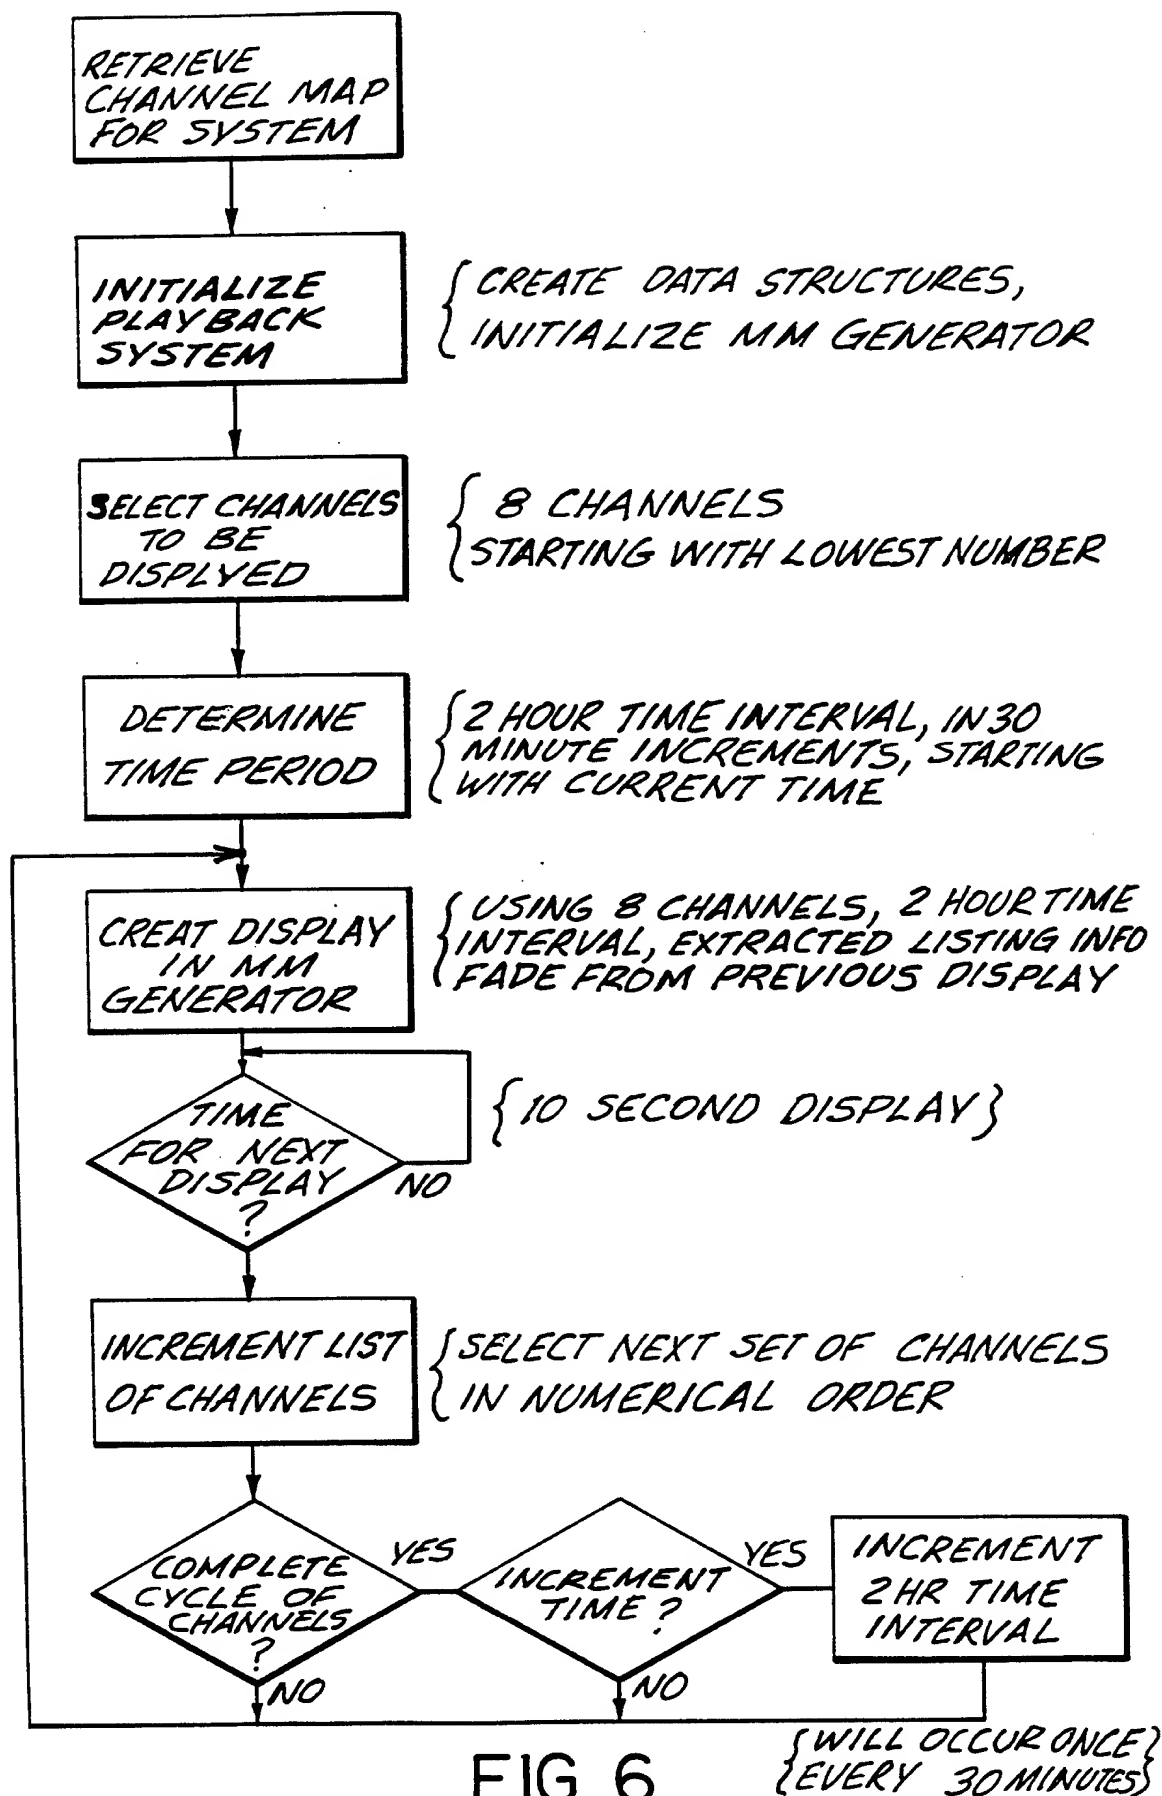 RETRIEVE
CHANNEL MAP
FOR SYSTEM
INITIALIZE
PLAYBACK
SYSTEM
{CREATE DATA STRUCTURES,
INITIALIZE MM GENERATOR
SELECT CHANNELS
TO BE
DISPLYED
{8 CHANNELS
STARTING WITH LOWEST NUMBER
DETERMINE
TIME PERIOD
{2 HOUR TIME INTERVAL, IN 30
MINUTE INCREMENTS, STARTING
WITH CURRENT TIME
CREAT DISPLAY
IN MM
GENERATOR
{USING 8 CHANNELS, 2 HOUR TIME
INTERVAL, EXTRACTED LISTING INFO
FADE FROM PREVIOUS DISPLAY
TIME
FOR NEXT
DISPLAY
?
NO
{10 SECOND DISPLAY}
INCREMENT LIST
OF CHANNELS
{SELECT NEXT SET OF CHANNELS
IN NUMERICAL ORDER
COMPLETE
CYCLE OF
CHANNELS
?
YES
NO
INCREMENT
TIME?
YES
NO
INCREMENT
2 HR TIME
INTERVAL
{WILL OCCUR ONCE}
{EVERY 30 MINUTES}
FIG 6